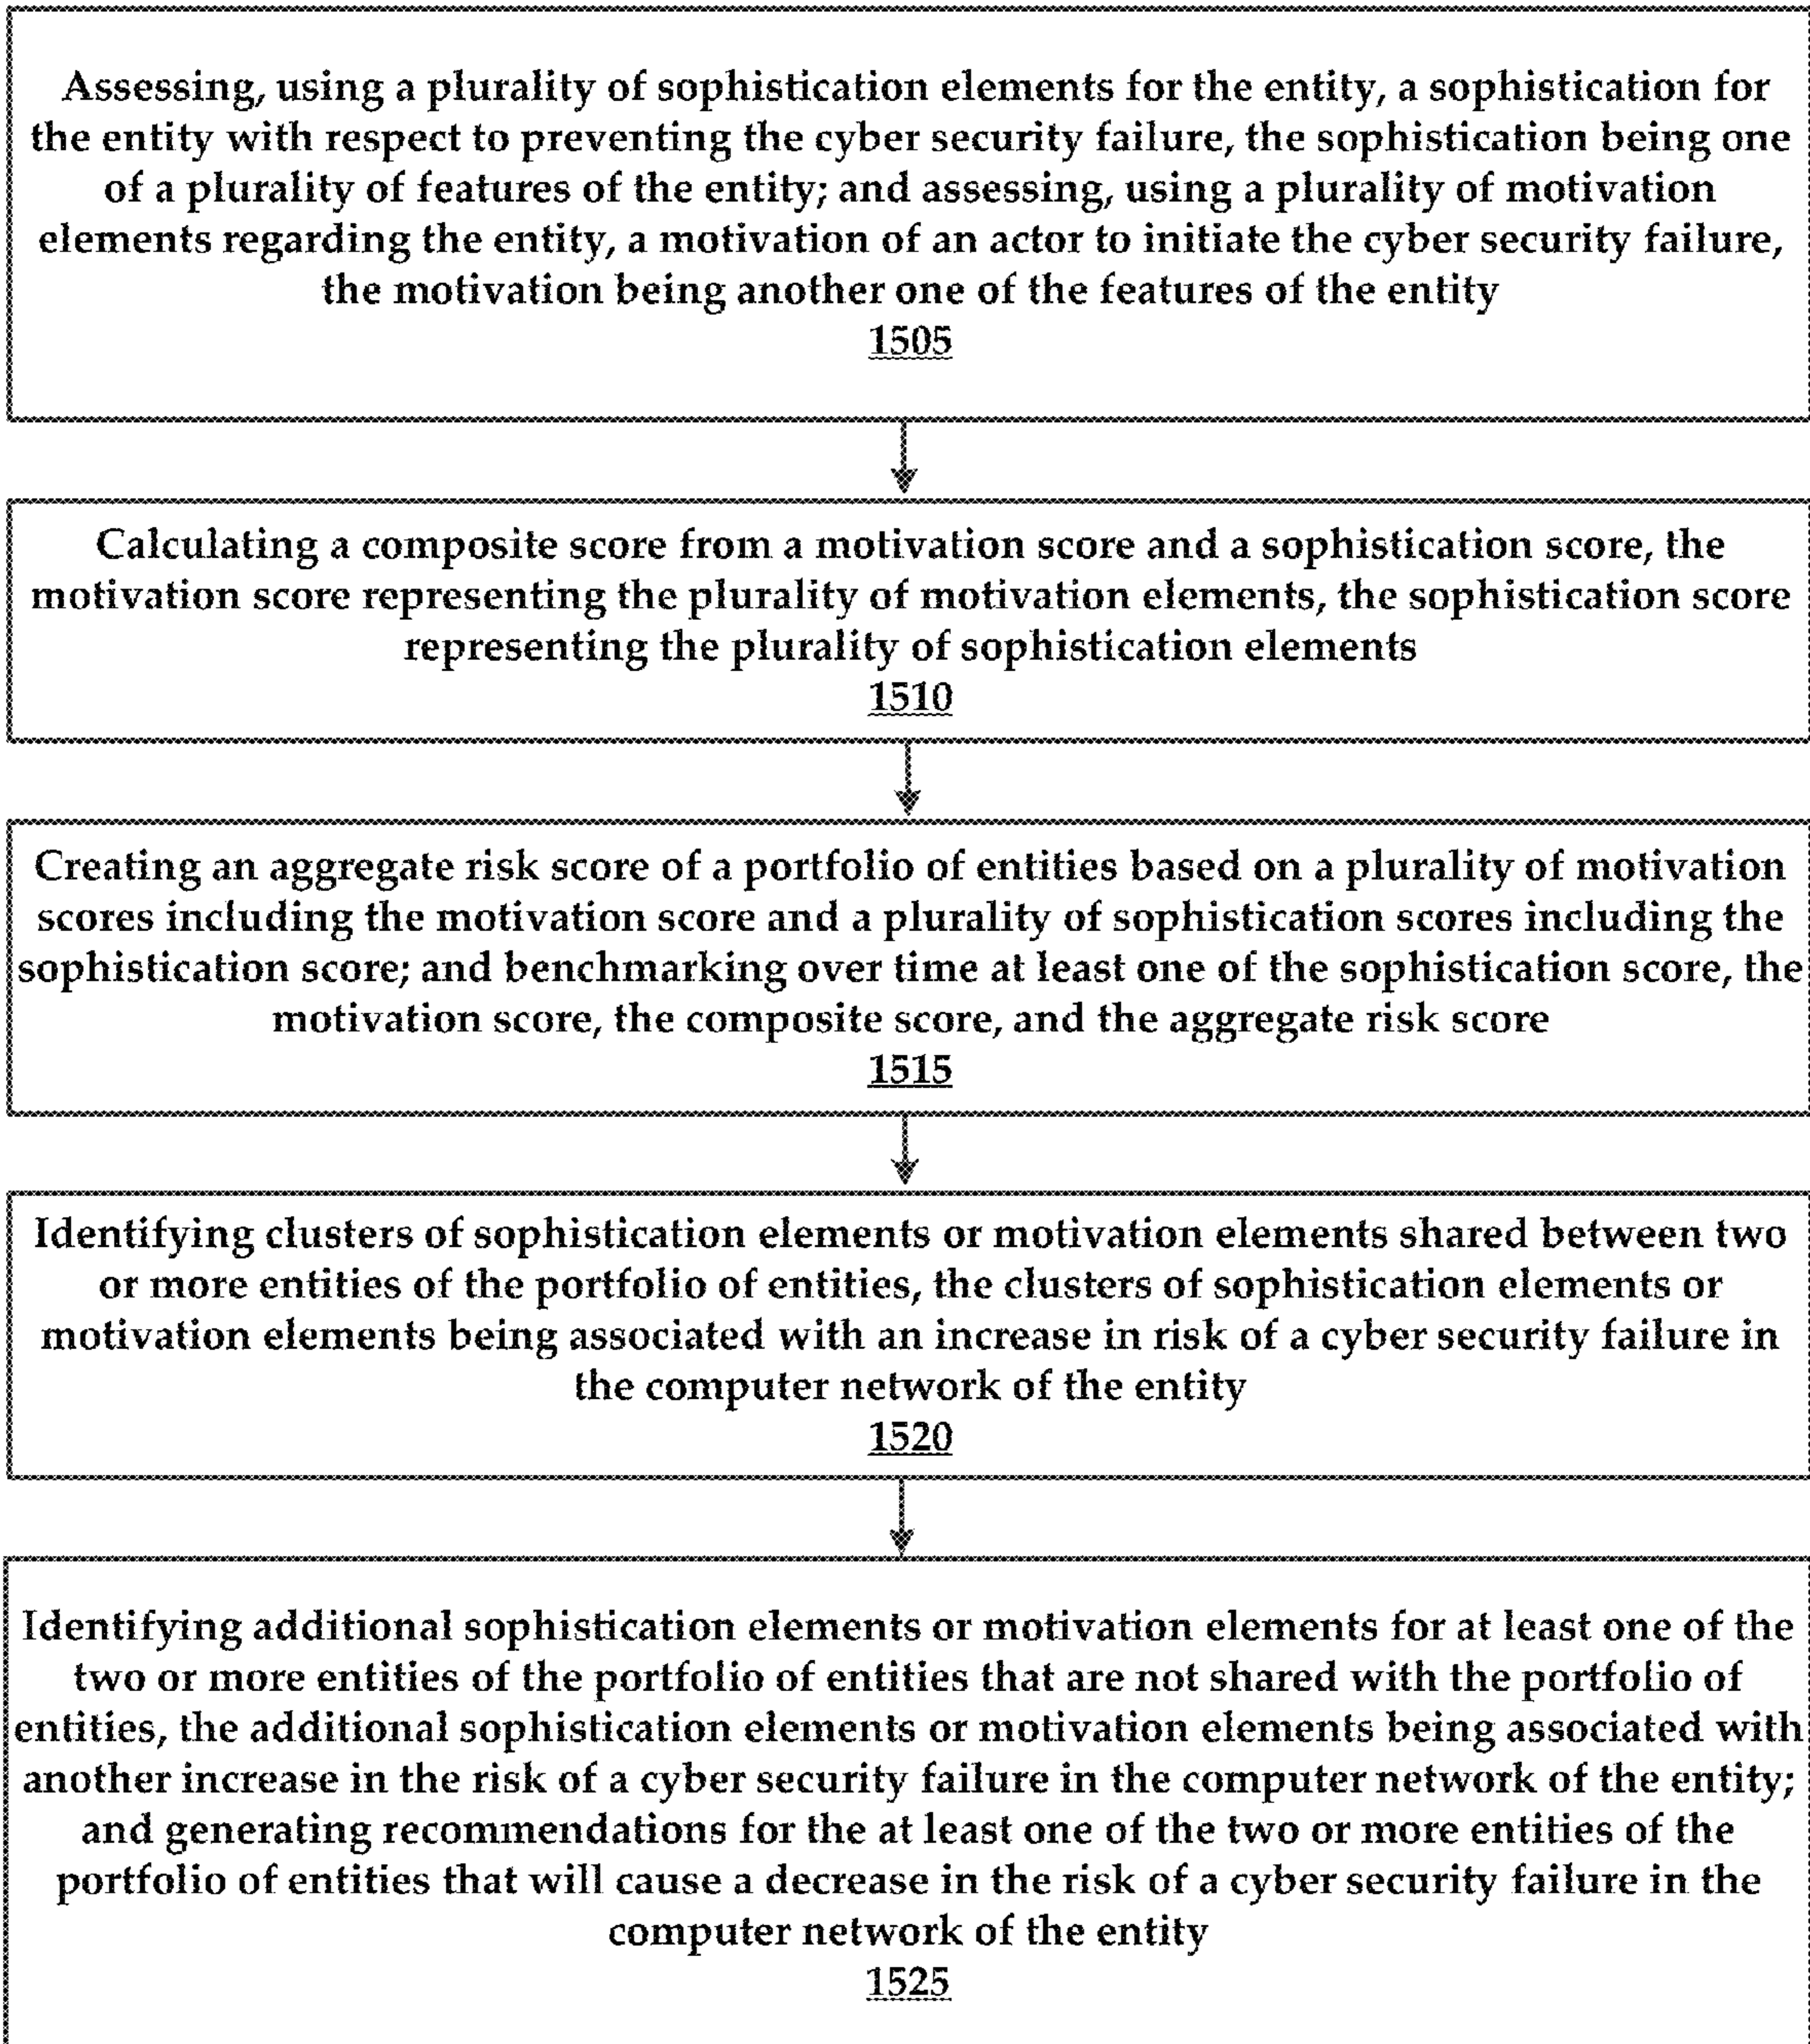 Assessing, using a plurality of sophistication elements for the entity, a sophistication for
the entity with respect to preventing the cyber security failure, the sophistication being one
of a plurality of features of the entity; and assessing, using a plurality of motivation
elements regarding the entity, a motivation of an actor to initiate the cyber security failure,
the motivation being another one of the features of the entity
1505
Calculating a composite score from a motivation score and a sophistication score, the
motivation score representing the plurality of motivation elements, the sophistication score
representing the plurality of sophistication elements
1510
Creating an aggregate risk score of a portfolio of entities based on a plurality of motivation
scores including the motivation score and a plurality of sophistication scores including the
sophistication score; and benchmarking over time at least one of the sophistication score, the
motivation score, the composite score, and the aggregate risk score
1515
Identifying clusters of sophistication elements or motivation elements shared between two
or more entities of the portfolio of entities, the clusters of sophistication elements or
motivation elements being associated with an increase in risk of a cyber security failure in
the computer network of the entity
1520
Identifying additional sophistication elements or motivation elements for at least one of the
two or more entities of the portfolio of entities that are not shared with the portfolio of
entities, the additional sophistication elements or motivation elements being associated with
another increase in the risk of a cyber security failure in the computer network of the entity;
and generating recommendations for the at least one of the two or more entities of the
portfolio of entities that will cause a decrease in the risk of a cyber security failure in the
computer network of the entity
1525